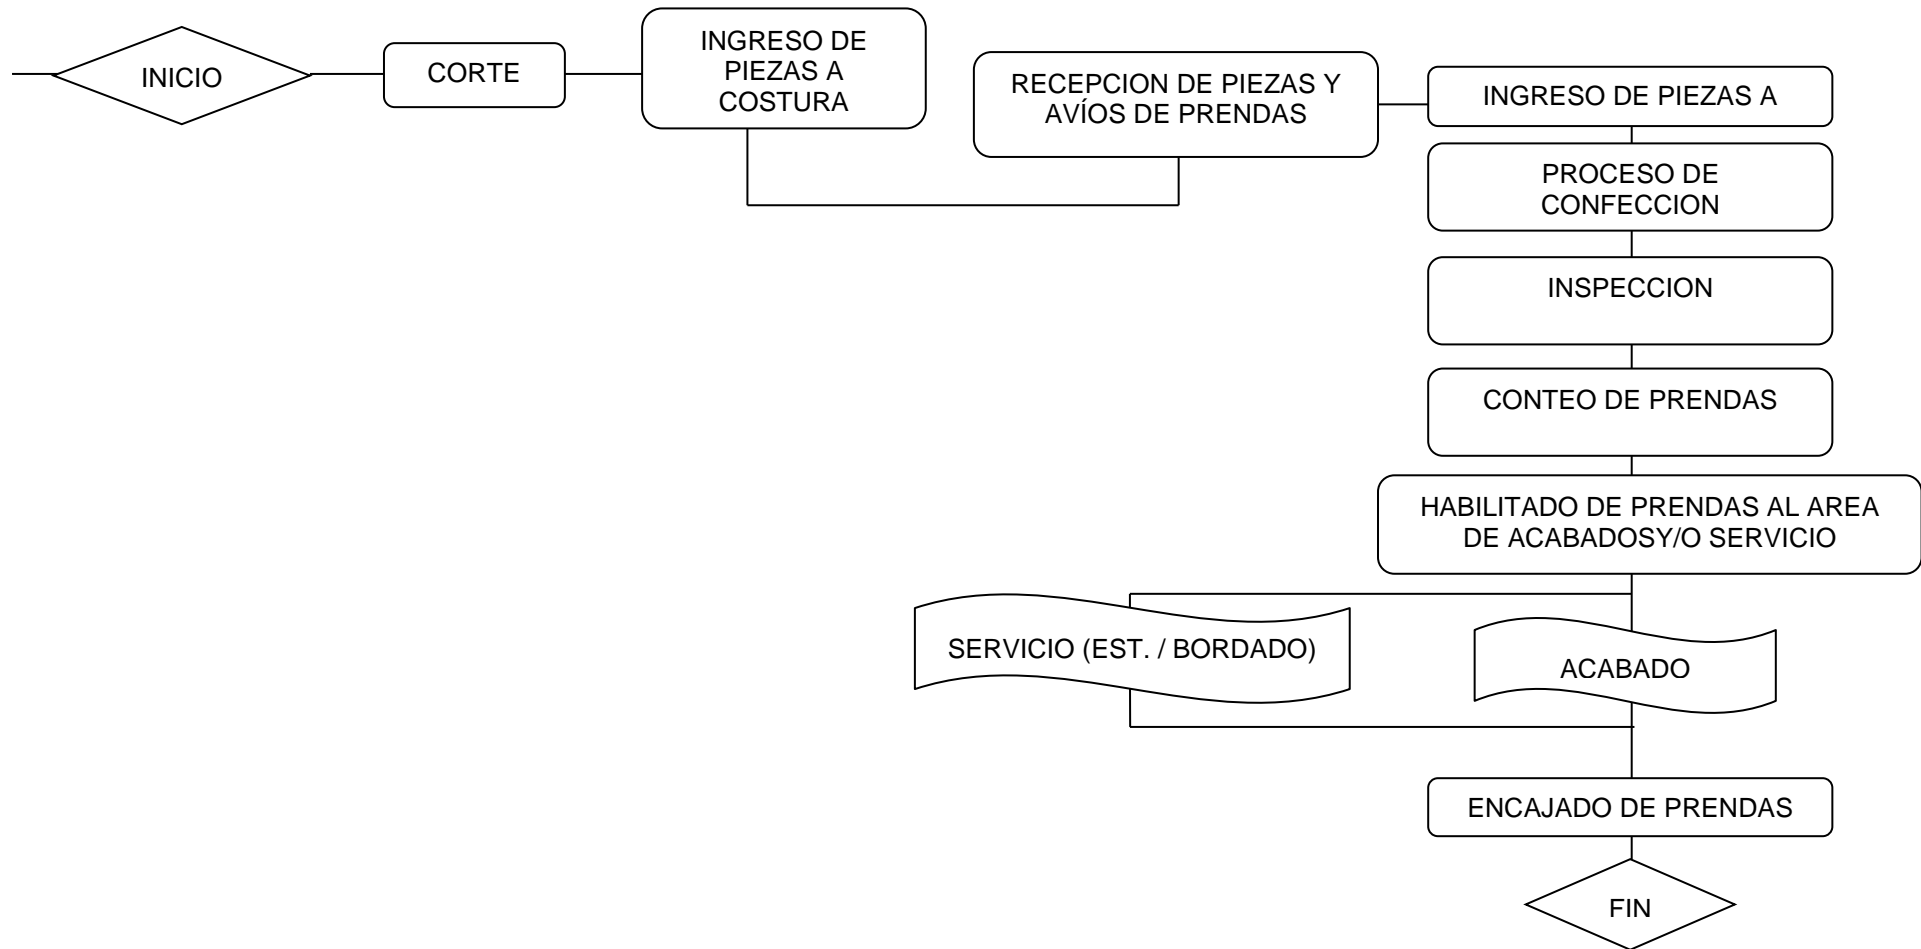 INICIO
CORTE
INGRESO DE
PIEZAS A
COSTURA
RECEPCION DE PIEZAS Y
AVÍOS DE PRENDAS
INGRESO DE PIEZAS A
PROCESO DE
CONFECCION
INSPECCION
CONTEO DE PRENDAS
HABILITADO DE PRENDAS AL AREA
DE ACABADOSY/O SERVICIO
SERVICIO (EST. / BORDADO)
ACABADO
ENCAJADO DE PRENDAS
FIN